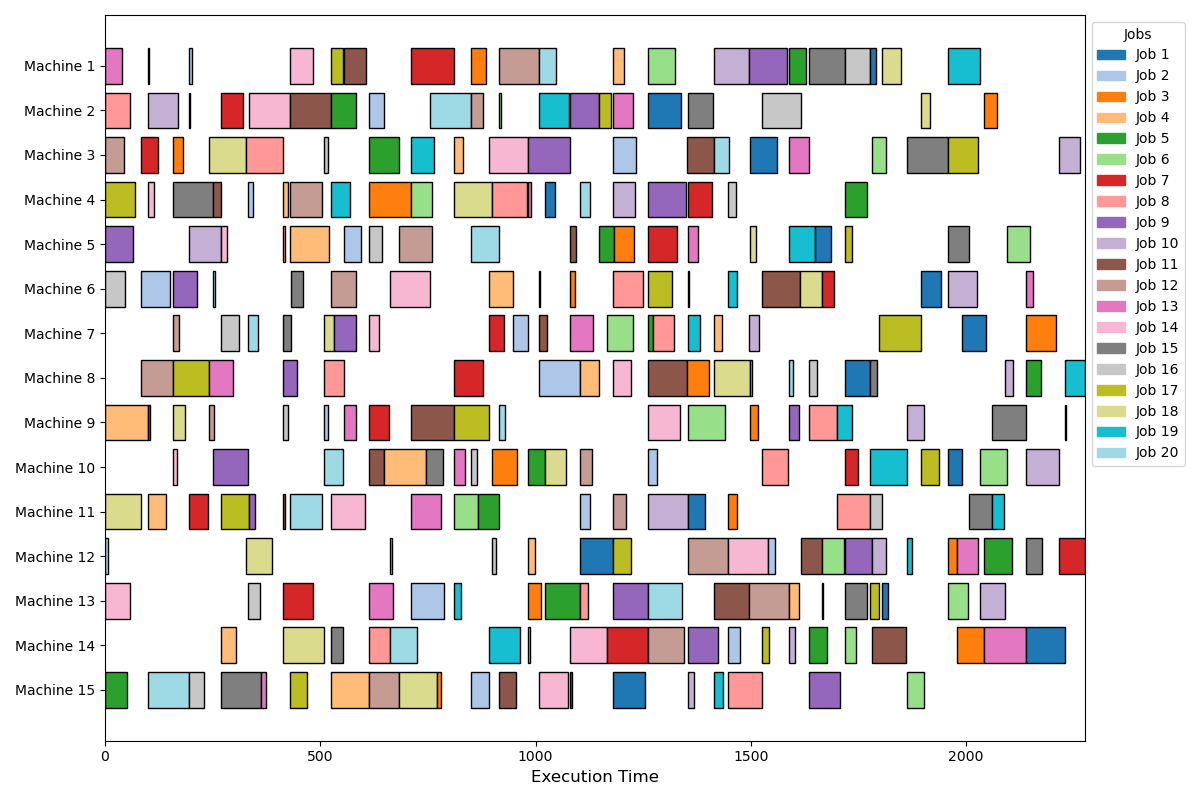 Machine 1
Machine 2
Machine 3
Machine 4
Machine 5
Machine 6
Machine 7
Machine 8
Machine 9
Machine 10
Machine 11
Machine 12
Machine 13
Machine 14
Machine 15
0
500
1000
1500
2000
Execution Time
Jobs
Job 1
Job 2
Job 3
Job 4
Job 5
Job 6
Job 7
Job 8
Job 9
Job 10
Job 11
Job 12
Job 13
Job 14
Job 15
Job 16
Job 17
Job 18
Job 19
Job 20